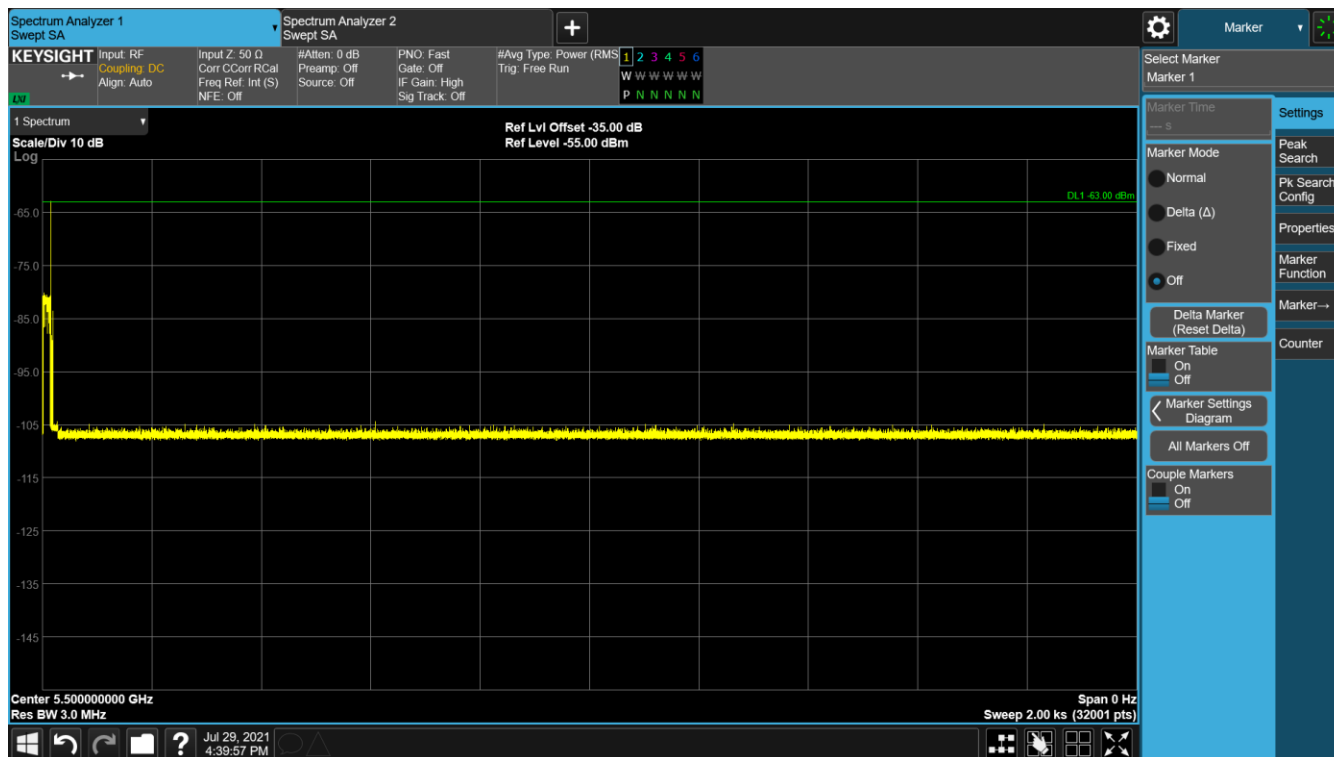 Spectrum Analyzer 1
Swept SA
Spectrum Analyzer 2
Swept SA
Marker
KEYSIGHT
LXI
Input: RF
Coupling: DC
Align: Auto
Input Z: 50 Ω
Corr CCorr RCal
Freq Ref: Int (S)
NFE: Off
#Atten: 0 dB
Preamp: Off
Source: Off
PNO: Fast
Gate: Off
IF Gain: High
Sig Track: Off
#Avg Type: Power (RMS
Trig: Free Run
1 2 3 4 5 6
W W W W W W
P N N N N N
Select Marker
Marker 1
1 Spectrum
Scale/Div 10 dB
Log
Ref Lvl Offset -35.00 dB
Ref Level -55.00 dBm
DL1 -63.00 dBm
-65.0
-75.0
-85.0
-95.0
-105
-115
-125
-135
-145
Center 5.500000000 GHz
Res BW 3.0 MHz
Span 0 Hz
Sweep 2.00 ks (32001 pts)
Marker Time
--- s
Marker Mode
Normal
Delta (Δ)
Fixed
Off
Delta Marker
(Reset Delta)
Marker Table
On
Off
Marker Settings
Diagram
All Markers Off
Couple Markers
On
Off
Settings
Peak
Search
Pk Search
Config
Properties
Marker
Function
Marker→
Counter
?
Jul 29, 2021
4:39:57 PM